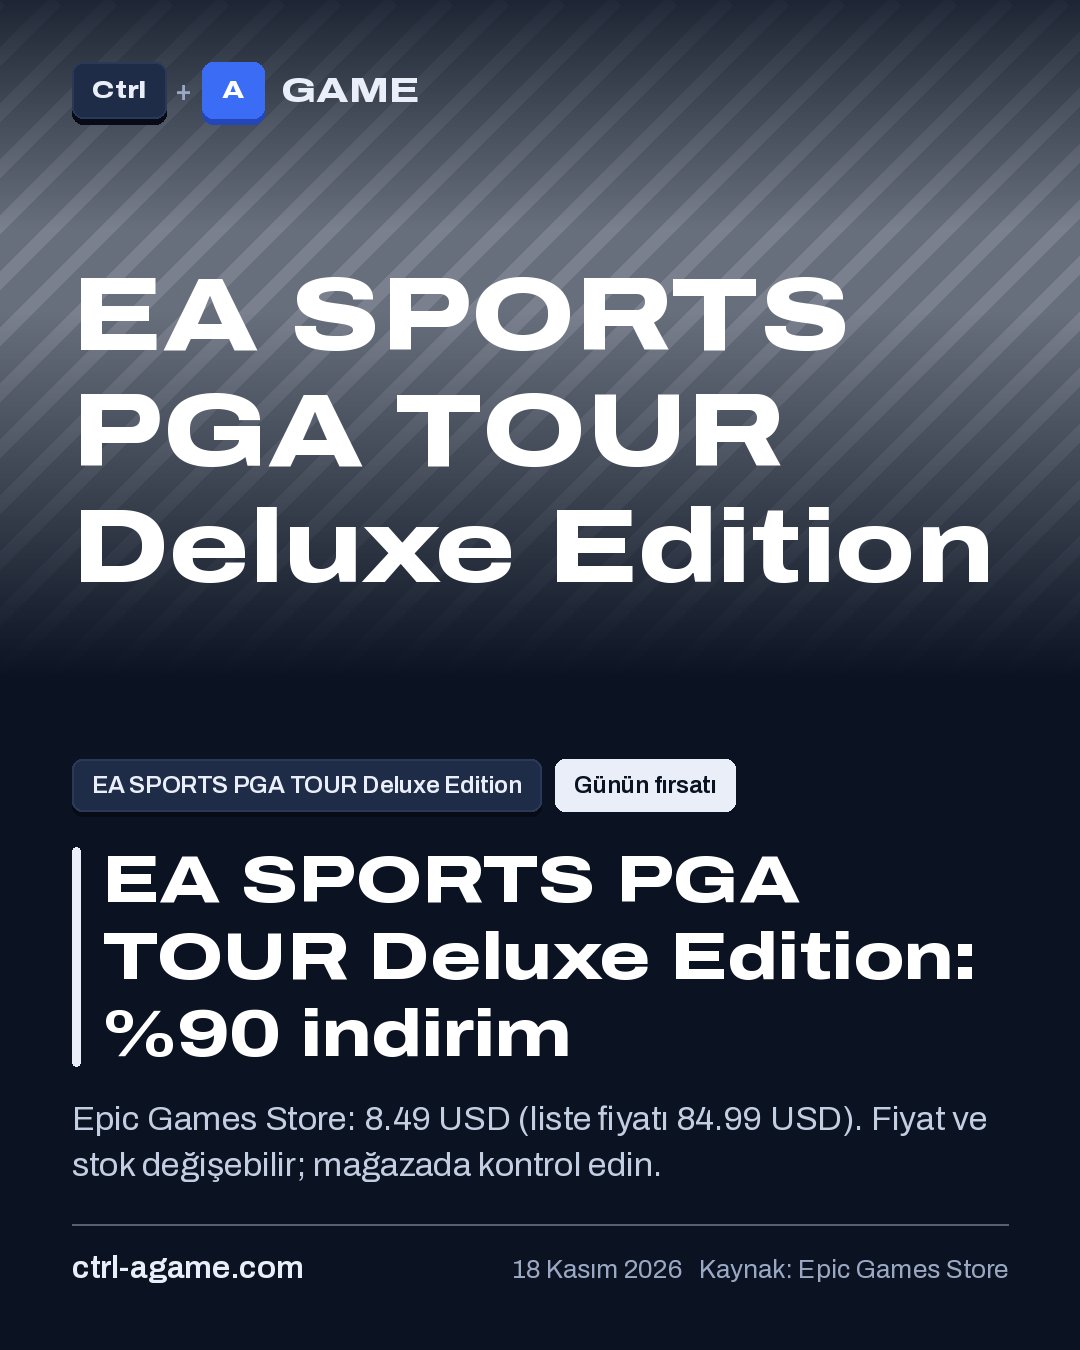 Ctrl + A GAME
EA SPORTS
PGA TOUR
Deluxe Edition
EA SPORTS PGA TOUR Deluxe Edition Günün fırsatı
EA SPORTS PGA
TOUR Deluxe Edition:
%90 indirim
Epic Games Store: 8.49 USD (liste fiyatı 84.99 USD). Fiyat ve
stok değişebilir; mağazada kontrol edin.
ctrl-agame.com 18 Kasım 2026 Kaynak: Epic Games Store